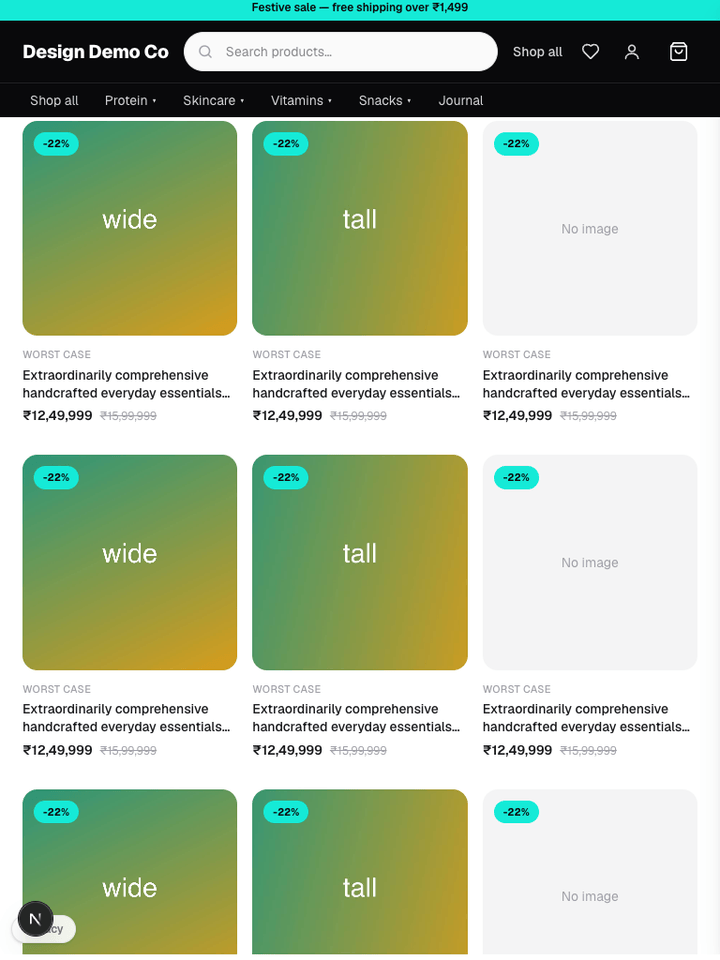 Festive sale — free shipping over ₹1,499
Design Demo Co
Search products...
Shop all
Shop all
Protein
Skincare
Vitamins
Snacks
Journal
-22%
wide
-22%
tall
-22%
No image
WORST CASE
Extraordinarily comprehensive
handcrafted everyday essentials...
₹12,49,999 ₹15,99,999
WORST CASE
Extraordinarily comprehensive
handcrafted everyday essentials...
₹12,49,999 ₹15,99,999
WORST CASE
Extraordinarily comprehensive
handcrafted everyday essentials...
₹12,49,999 ₹15,99,999
-22%
wide
-22%
tall
-22%
No image
WORST CASE
Extraordinarily comprehensive
handcrafted everyday essentials...
₹12,49,999 ₹15,99,999
WORST CASE
Extraordinarily comprehensive
handcrafted everyday essentials...
₹12,49,999 ₹15,99,999
WORST CASE
Extraordinarily comprehensive
handcrafted everyday essentials...
₹12,49,999 ₹15,99,999
-22%
wide
-22%
tall
-22%
No image
N